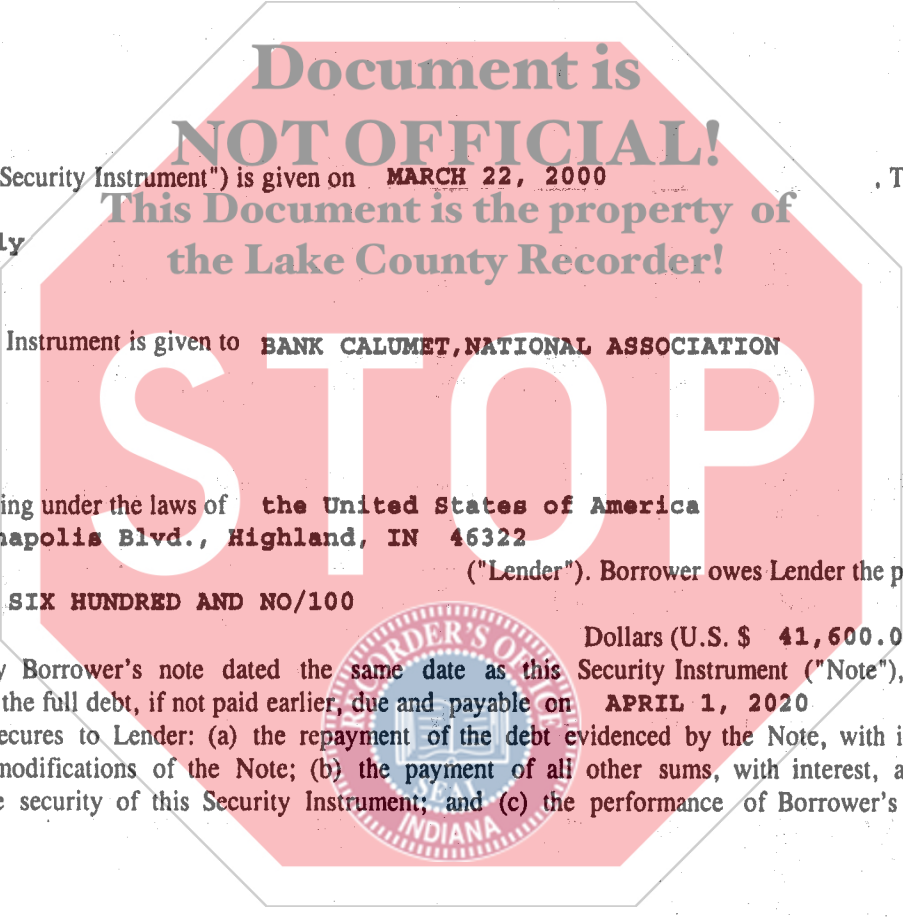 Document is
NOT OFFICIAL!
Security Instrument") is given on MARCH 22, 2000 . T
This Document is the property of
ly
the Lake County Recorder!
Instrument is given to BANK CALUMET,NATIONAL ASSOCIATION
STOP
ing under the laws of the United States of America
napolis Blvd., Highland, IN 46322
("Lender"). Borrower owes Lender the p
SIX HUNDRED AND NO/100
Dollars (U.S. $ 41,600.0
y Borrower's note dated the same date as this Security Instrument ("Note"),
the full debt, if not paid earlier, due and payable on APRIL 1, 2020
ecures to Lender: (a) the repayment of the debt evidenced by the Note, with i
modifications of the Note; (b) the payment of all other sums, with interest, a
e security of this Security Instrument; and (c) the performance of Borrower's
RECORDER'S OFFICE
SEAL
INDIANA